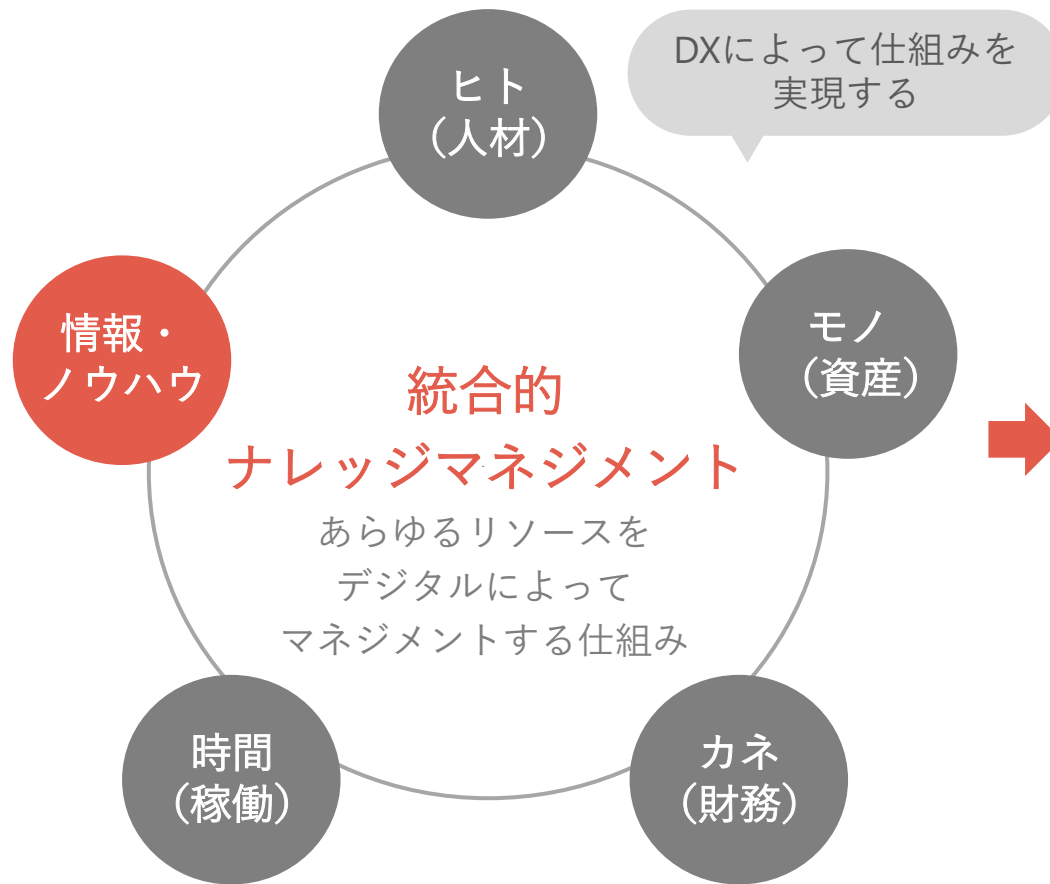 DXによって仕組みを
実現する
ヒト
（人材）
情報・
ノウハウ
モノ
（資産）
統合的
ナレッジマネジメント
あらゆるリソースを
デジタルによって
マネジメントする仕組み
時間
（稼働）
カネ
（財務）